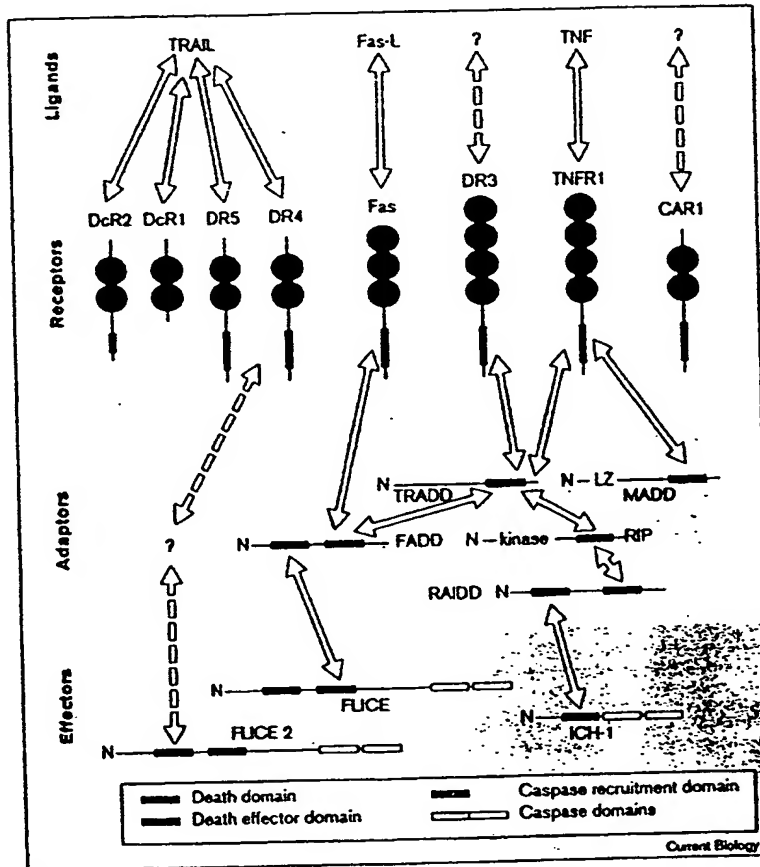 Ligands
TRAIL
Fas-L
?
TNF
?
Receptors
DcR2 DcR1 DR5 DR4
Fas
DR3
TNFR1
CAR1
Adaptors
N
TRADD
N-LZ
MADD
?
N
FADD
N-kinase
RIP
RAIDD N
Effectors
N
FLICE
N
ICH-1
N
FLICE 2
Death domain
Death effector domain
Caspase recruitment domain
Caspase domains
Current Biology